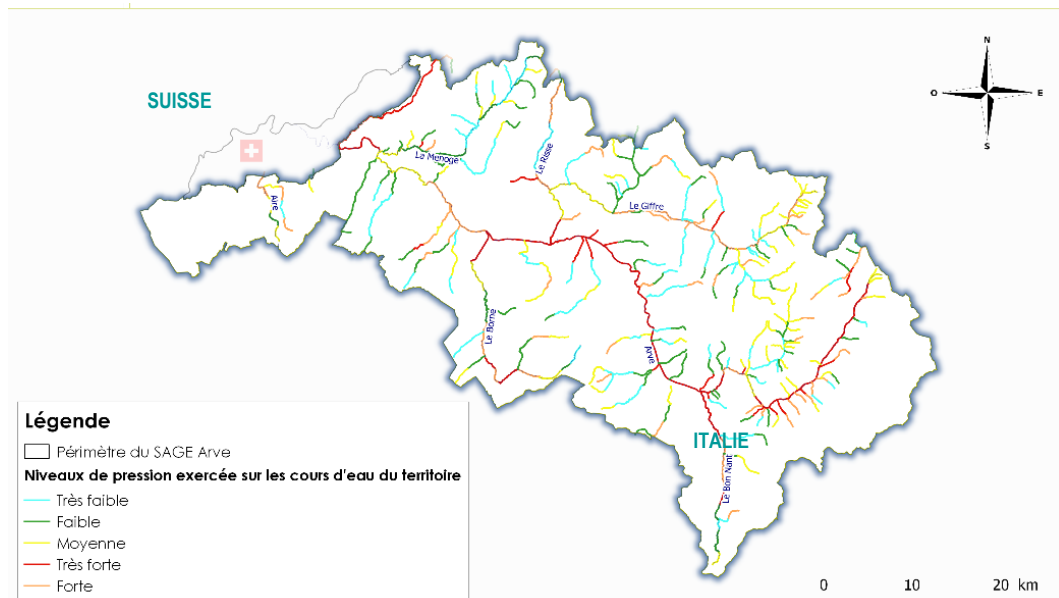 N
SUISSE
O
E
S
La Menoge
Le Risse
Aire
Le Giffre
Le Borne
Arve
ITALIE
Le Bon Nant
Légende
Périmètre du SAGE Arve
Niveaux de pression exercée sur les cours d'eau du territoire
Très faible
Faible
Moyenne
Très forte
Forte
0 10 20 km